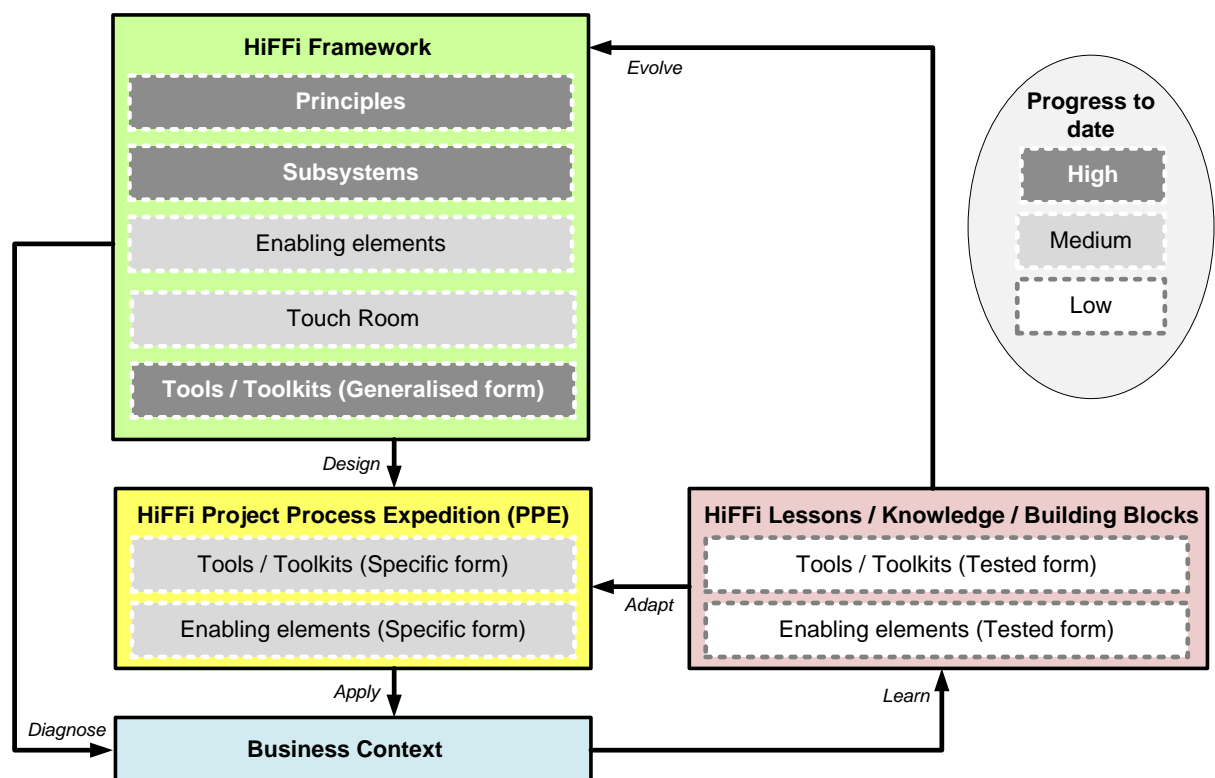 HiFFi Framework
Principles
Subsystems
Enabling elements
Touch Room
Tools / Toolkits (Generalised form)
Evolve
Progress to
date
High
Medium
Low
Design
HiFFi Project Process Expedition (PPE)
Tools / Toolkits (Specific form)
Enabling elements (Specific form)
Adapt
HiFFi Lessons / Knowledge / Building Blocks
Tools / Toolkits (Tested form)
Enabling elements (Tested form)
Apply
Learn
Diagnose
Business Context